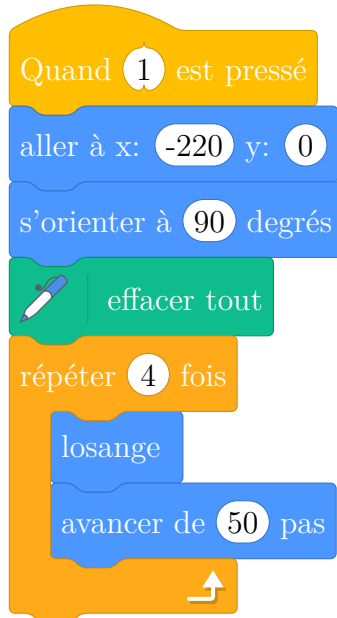 Quand 1 est pressé
aller à x: -220 y: 0
s'orienter à 90 degrés
effacer tout
répéter 4 fois
losange
avancer de 50 pas